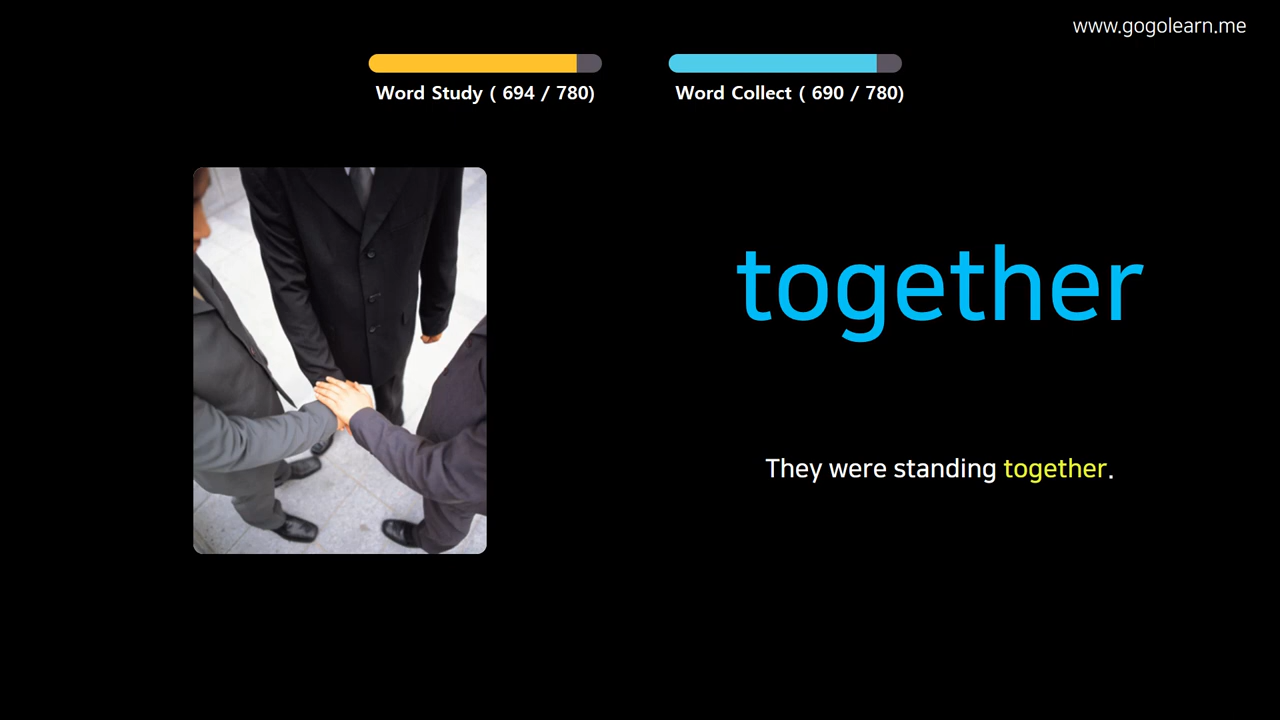 www.gogolearn.me
Word Study ( 694 / 780)
Word Collect ( 690 / 780)
together
They were standing together.